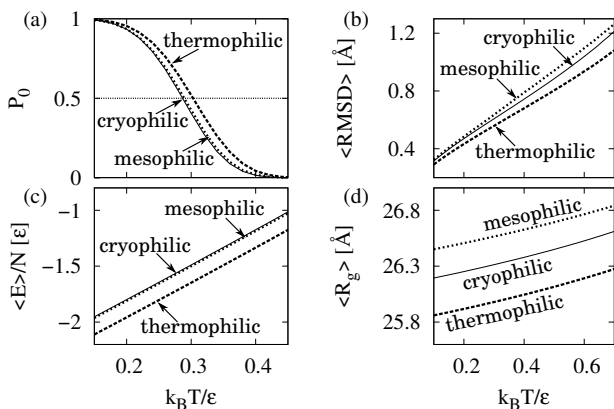 (a)
P0
1
0.5
0
thermophilic
cryophilic
mesophilic
(b)
<RMSD> [Å]
1.2
0.8
0.4
cryophilic
mesophilic
thermophilic
(c)
<E>/N [ε]
−1
−1.5
−2
mesophilic
cryophilic
thermophilic
0.2 0.3 0.4
kBT/ε
(d)
<Rg> [Å]
26.8
26.3
25.8
mesophilic
cryophilic
thermophilic
0.2 0.4 0.6
kBT/ε